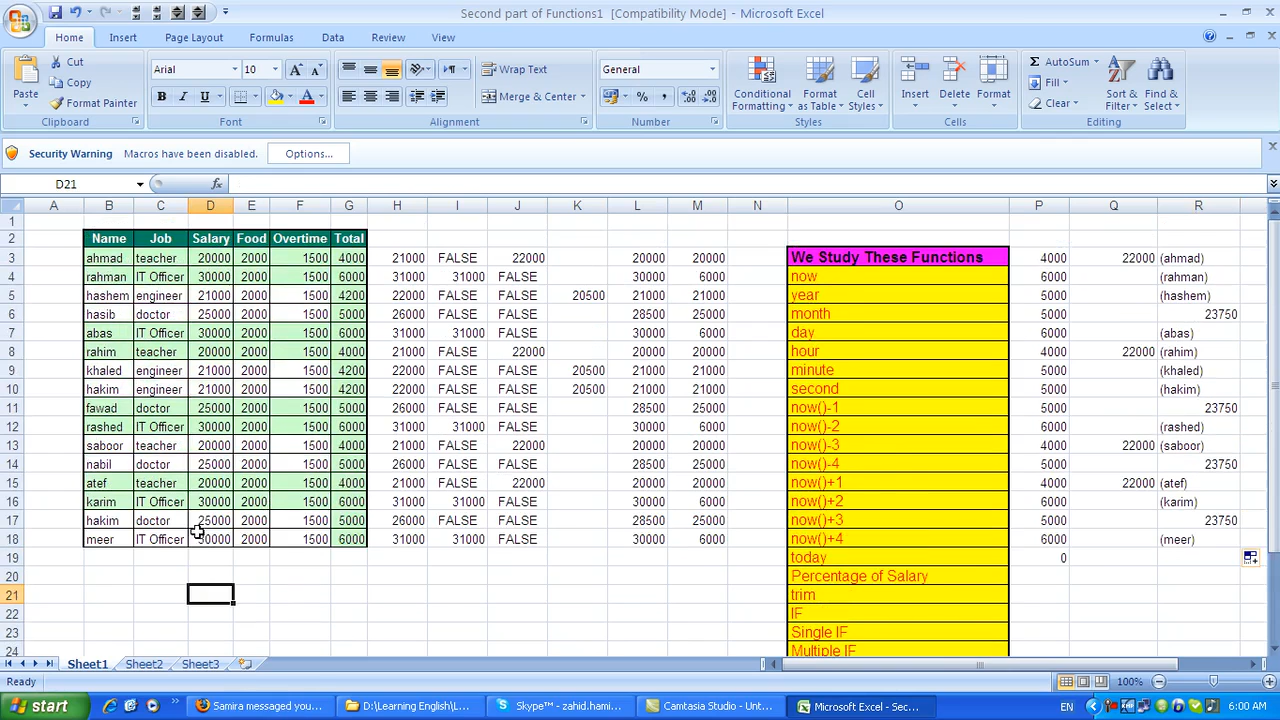 Second part of Functions1 [Compatibility Mode] - Microsoft Excel
Home Insert Page Layout Formulas Data Review View
Paste Cut Copy Format Painter
Arial 10 A A
B I U A
Wrap Text
Merge & Center
General
% ,
Conditional Formatting Format as Table Cell Styles
Insert Delete Format
Σ AutoSum Fill Clear
Sort & Filter Find & Select
Clipboard Font Alignment Number Styles Cells Editing
Security Warning Macros have been disabled. Options...
D21 fx
A B C D E F G H I J K L M N O P Q R
1
2 Name Job Salary Food Overtime Total
3 ahmad teacher 20000 2000 1500 4000 21000 FALSE 22000 20000 20000 We Study These Functions 4000 22000 (ahmad)
4 rahman IT Officer 30000 2000 1500 6000 31000 31000 FALSE 30000 6000 now 6000 (rahman)
5 hashem engineer 21000 2000 1500 4200 22000 FALSE FALSE 20500 21000 21000 year 5000 (hashem)
6 hasib doctor 25000 2000 1500 5000 26000 FALSE FALSE 28500 25000 month 5000 23750
7 abas IT Officer 30000 2000 1500 6000 31000 31000 FALSE 30000 6000 day 6000 (abas)
8 rahim teacher 20000 2000 1500 4000 21000 FALSE 22000 20000 20000 hour 4000 22000 (rahim)
9 khaled engineer 21000 2000 1500 4200 22000 FALSE FALSE 20500 21000 21000 minute 5000 (khaled)
10 hakim engineer 21000 2000 1500 4200 22000 FALSE FALSE 20500 21000 21000 second 5000 (hakim)
11 fawad doctor 25000 2000 1500 5000 26000 FALSE FALSE 28500 25000 now()-1 5000 23750
12 rashed IT Officer 30000 2000 1500 6000 31000 31000 FALSE 30000 6000 now()-2 6000 (rashed)
13 saboor teacher 20000 2000 1500 4000 21000 FALSE 22000 20000 20000 now()-3 4000 22000 (saboor)
14 nabil doctor 25000 2000 1500 5000 26000 FALSE FALSE 28500 25000 now()-4 5000 23750
15 atef teacher 20000 2000 1500 4000 21000 FALSE 22000 20000 20000 now()+1 4000 22000 (atef)
16 karim IT Officer 30000 2000 1500 6000 31000 31000 FALSE 30000 6000 now()+2 6000 (karim)
17 hakim doctor 25000 2000 1500 5000 26000 FALSE FALSE 28500 25000 now()+3 5000 23750
18 meer IT Officer 30000 2000 1500 6000 31000 31000 FALSE 30000 6000 now()+4 6000 (meer)
19 today 0
20 Percentage of Salary
21 trim
22 IF
23 Single IF
24 Multiple IF
Sheet1 Sheet2 Sheet3
Ready 100%
start Samira messaged you... D:\Learning English\L... Skype™ - zahid.hami... Camtasia Studio - Unt... Microsoft Excel - Sec... EN 6:00 AM